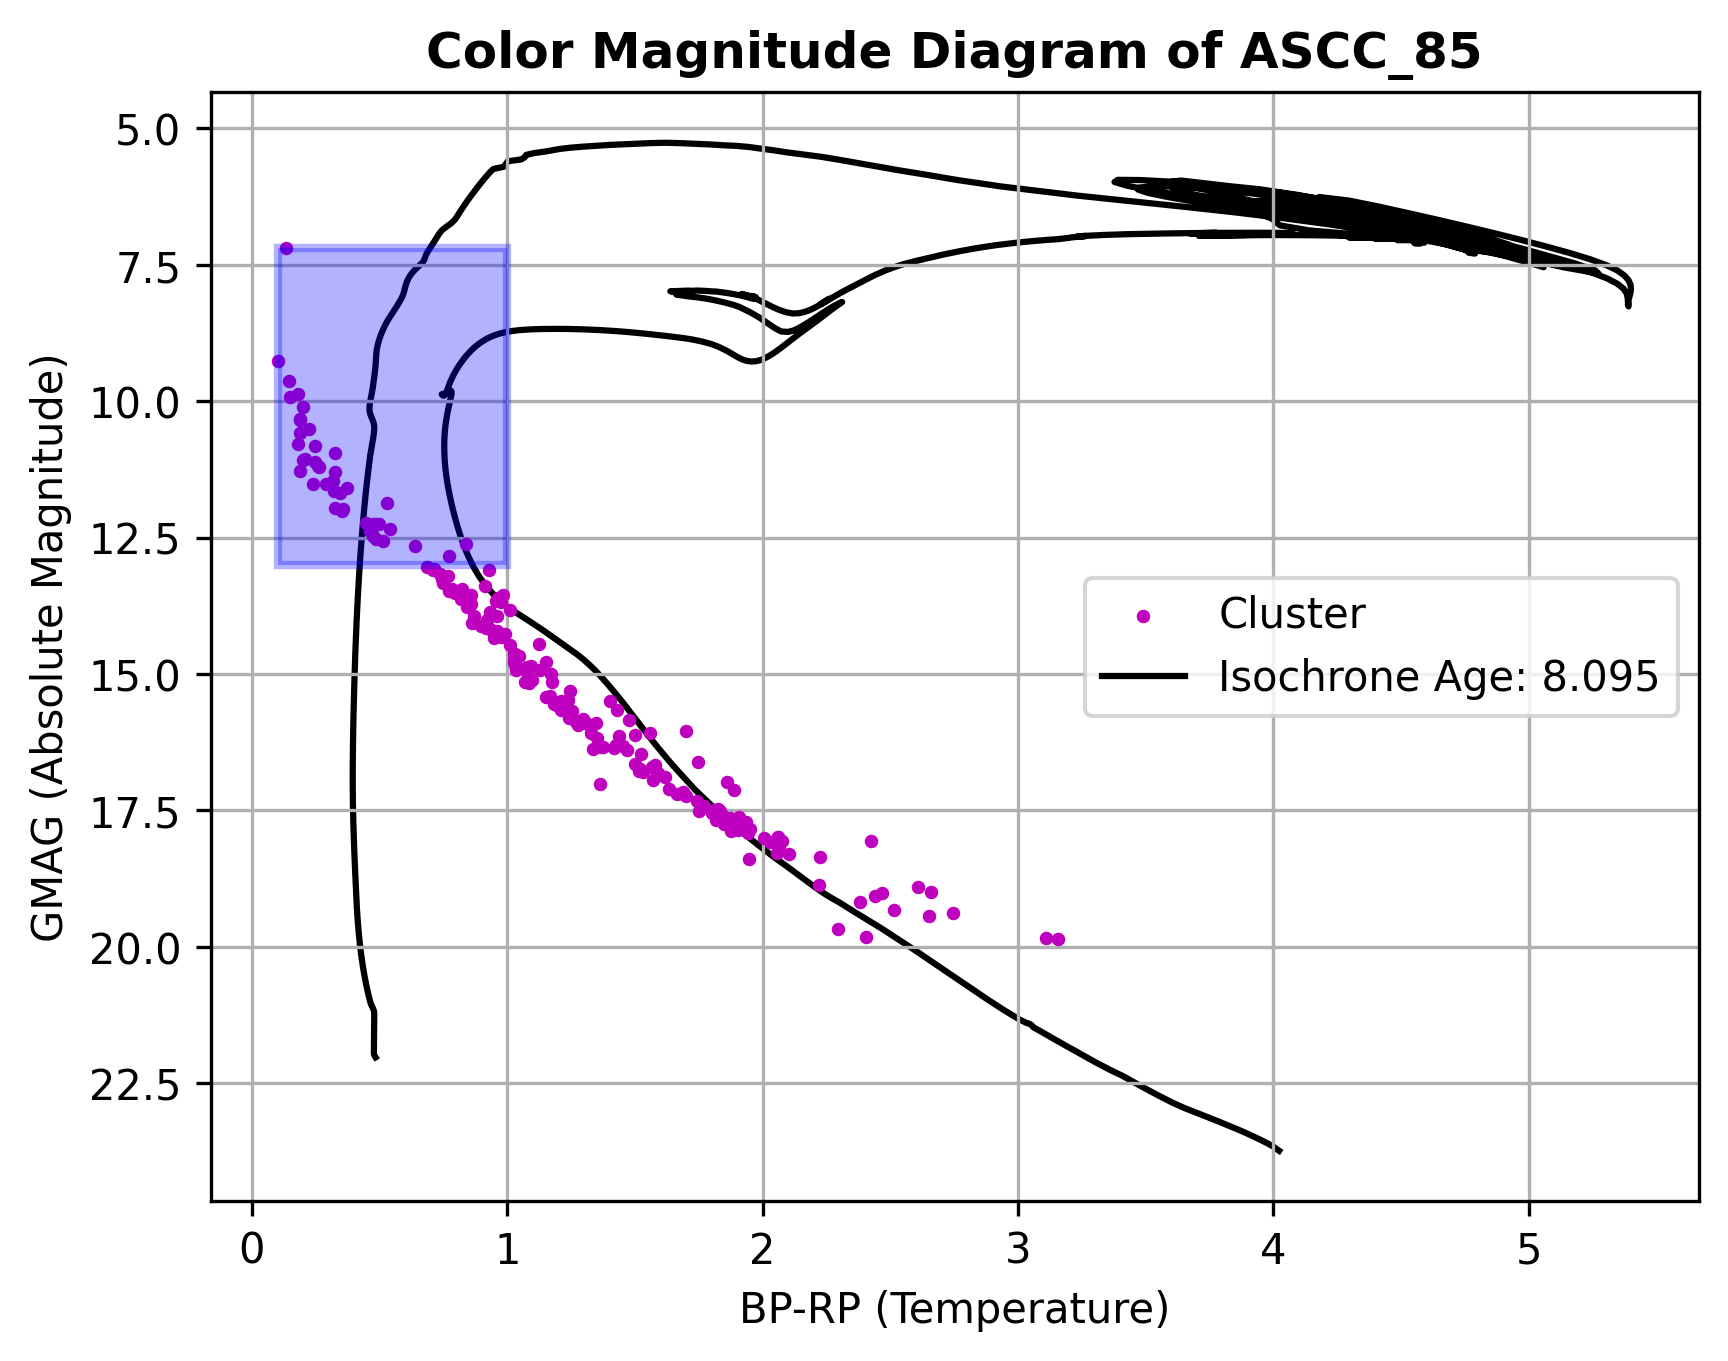 Color Magnitude Diagram of ASCC_85
GMAG (Absolute Magnitude)
5.0
7.5
10.0
12.5
15.0
17.5
20.0
22.5
Cluster
Isochrone Age: 8.095
0 1 2 3 4 5
BP-RP (Temperature)